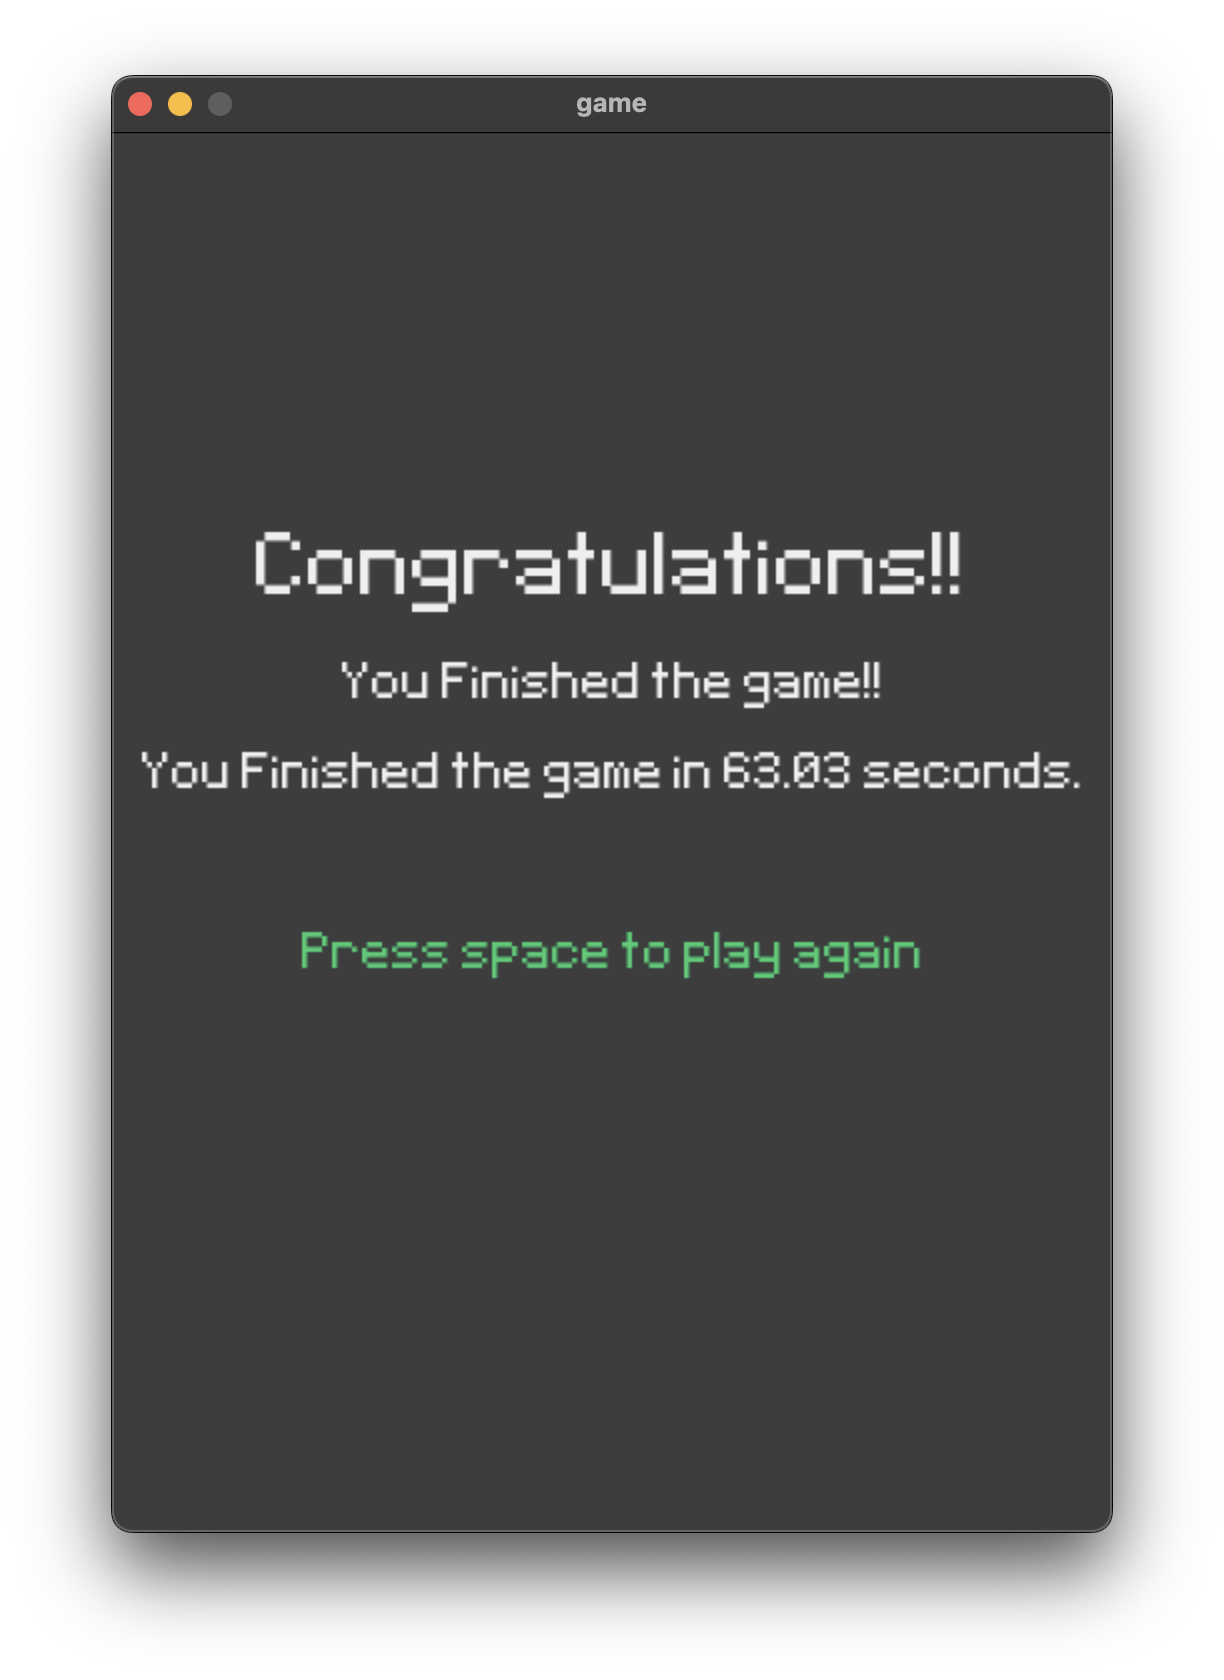 game
Congratulations!!
You Finished the game!!
You Finished the game in 63.03 seconds.
Press space to play again